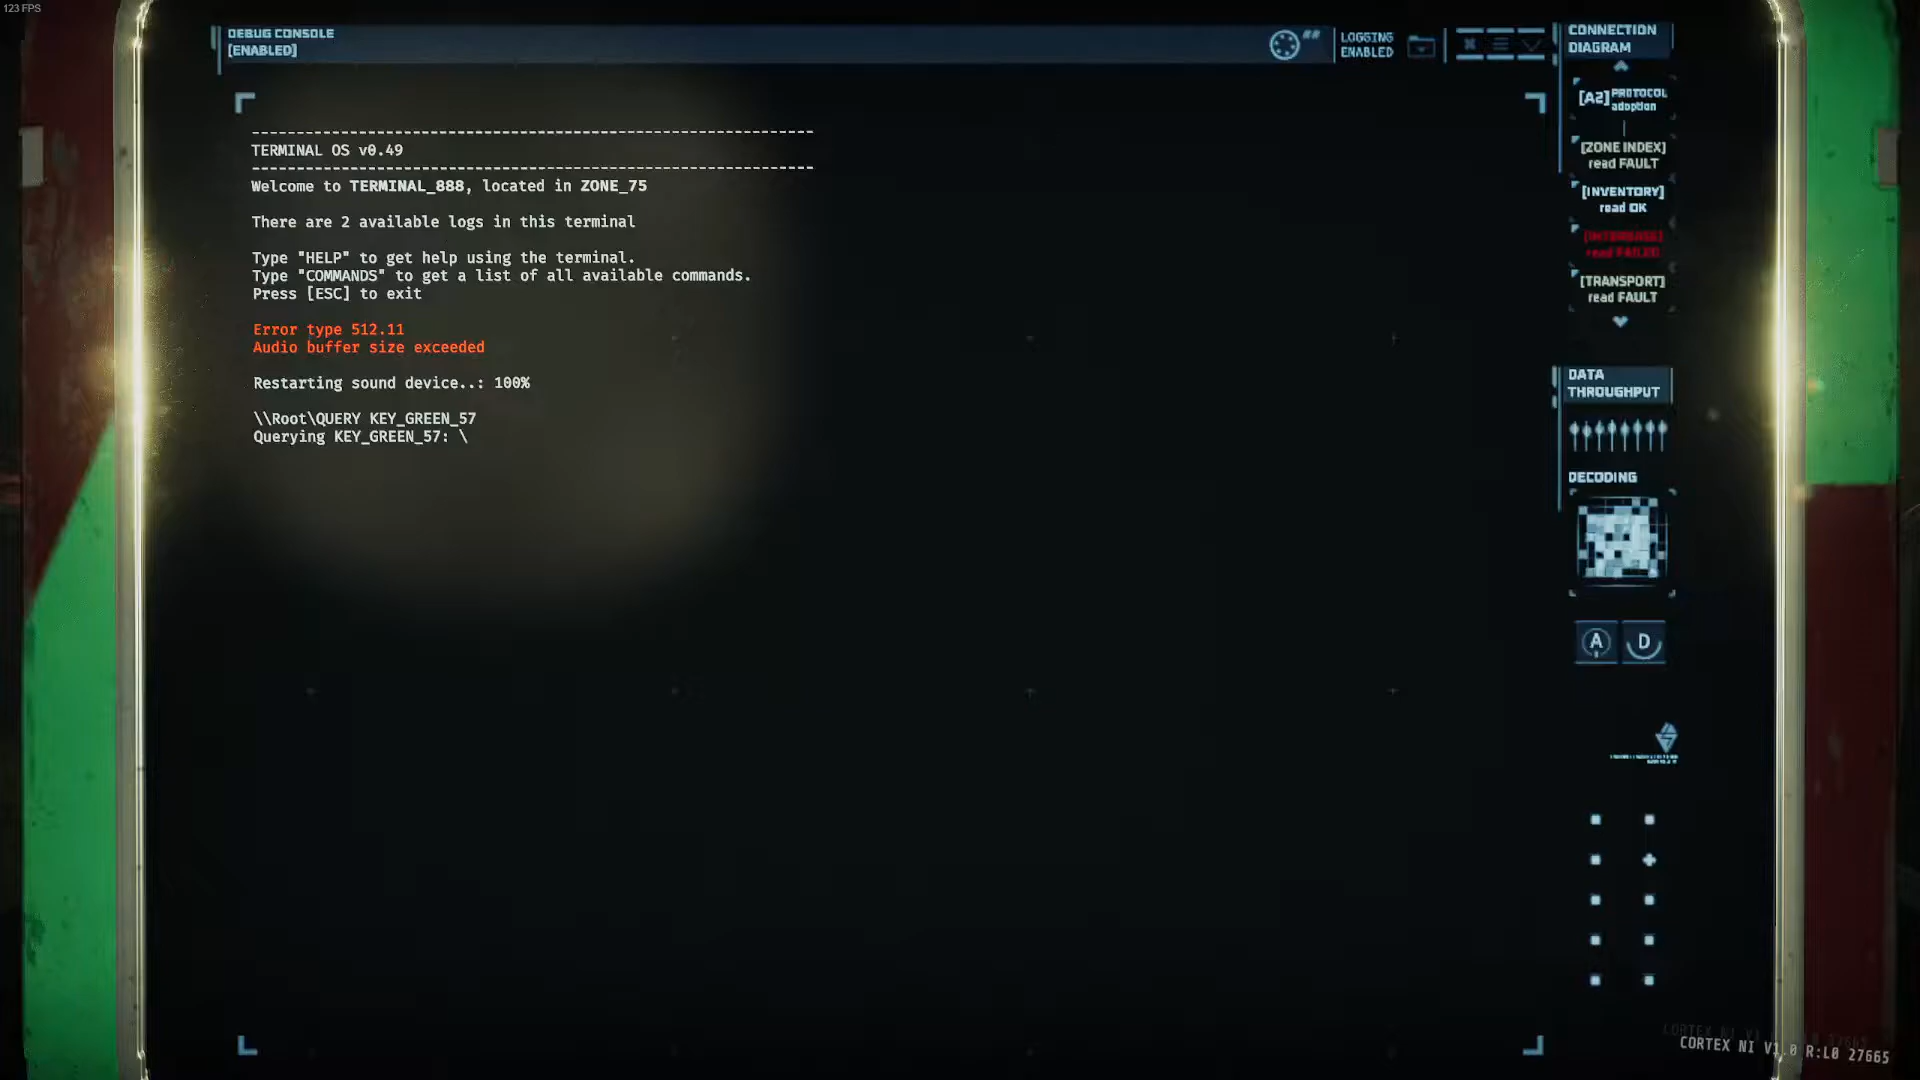 123 FPS
DEBUG CONSOLE
[ENABLED]
##
LOGGING
ENABLED
--------------------------------------------------------------
TERMINAL OS v0.49
--------------------------------------------------------------
Welcome to TERMINAL_888, located in ZONE_75
There are 2 available logs in this terminal
Type "HELP" to get help using the terminal.
Type "COMMANDS" to get a list of all available commands.
Press [ESC] to exit
Error type 512.11
Audio buffer size exceeded
Restarting sound device..: 100%
\\Root\QUERY KEY_GREEN_57
Querying KEY_GREEN_57: \
CONNECTION
DIAGRAM
[A2] PROTOCOL
adoption
[ZONE INDEX]
read FAULT
[INVENTORY]
read OK
read FAILED
[TRANSPORT]
read FAULT
DATA
THROUGHPUT
DECODING
A D
CORTEX NI V1.0 R:L0 27665